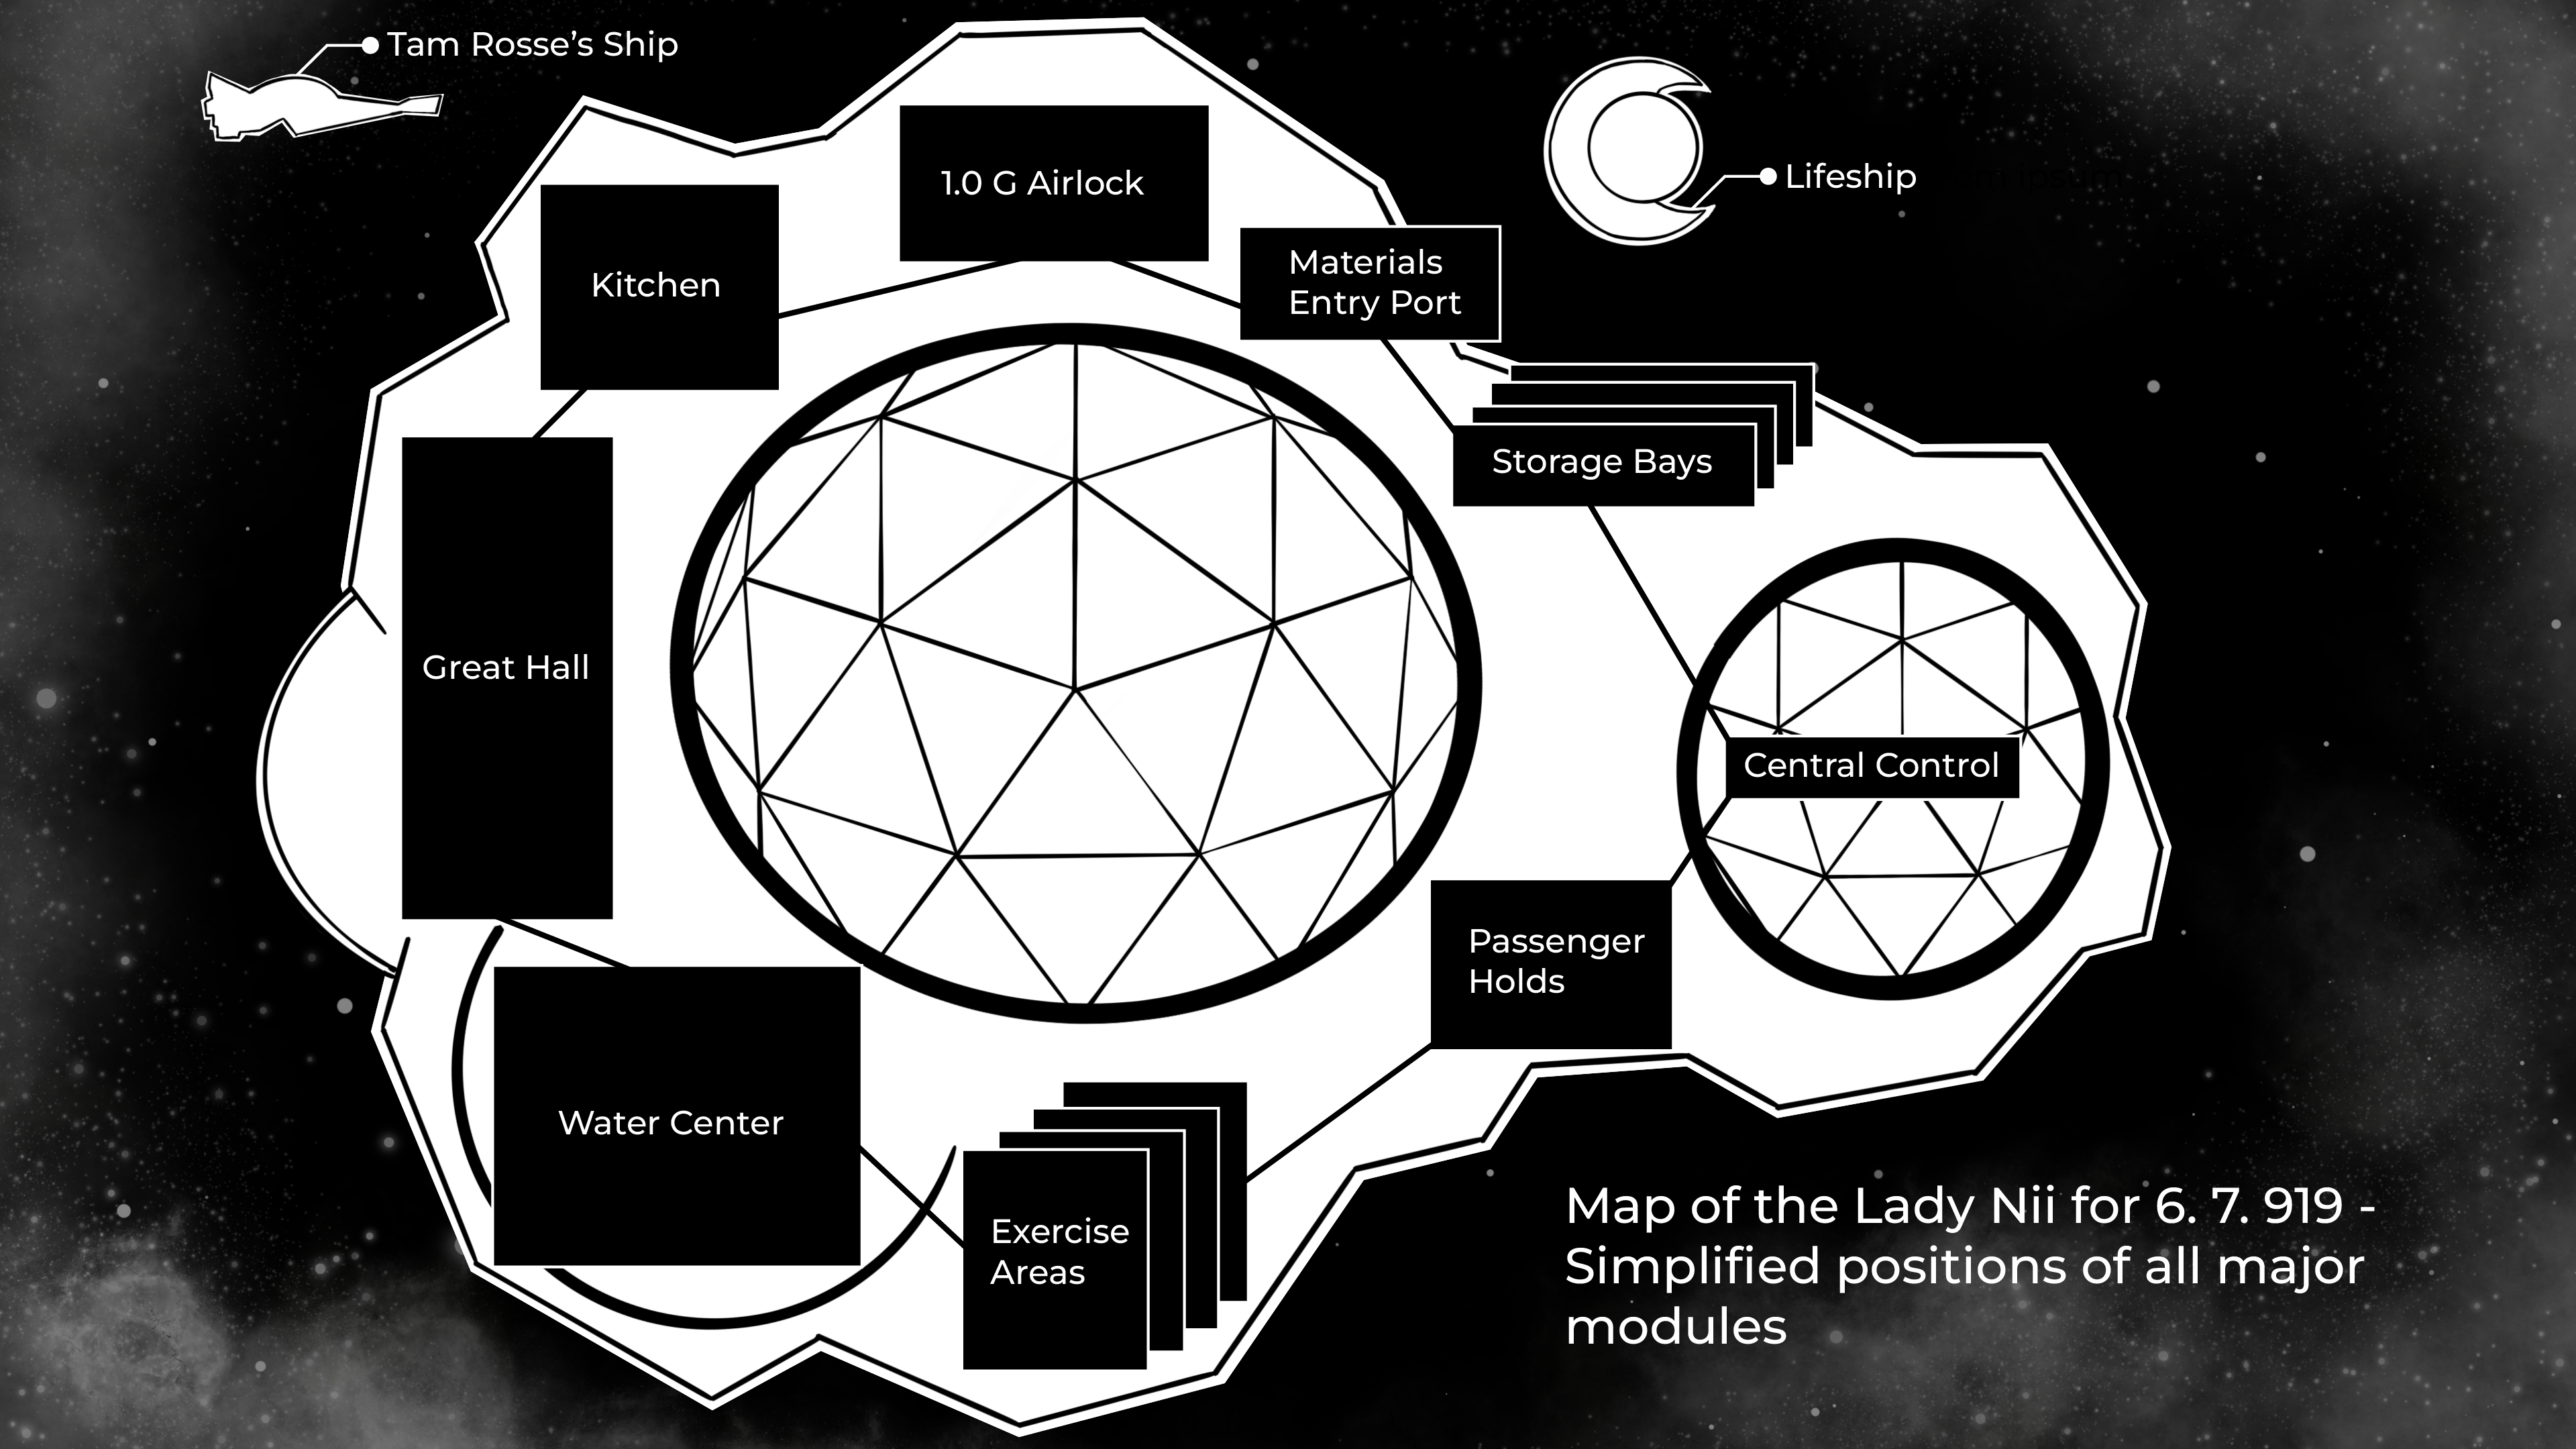 Tam Rosse’s Ship
Lifeship
1.0 G Airlock
Kitchen
Materials
Entry Port
Storage Bays
Great Hall
Central Control
Passenger
Holds
Water Center
Exercise
Areas
Map of the Lady Nii for 6. 7. 919 -
Simplified positions of all major
modules